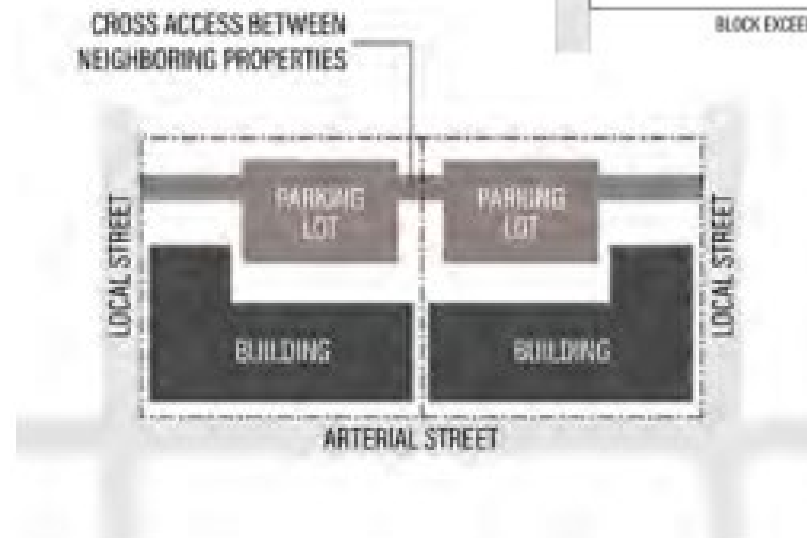 CROSS ACCESS BETWEEN
NEIGHBORING PROPERTIES
BLOCK EXCEE
PARKING
LOT
PARKING
LOT
LOCAL STREET
LOCAL STREET
BUILDING
BUILDING
ARTERIAL STREET